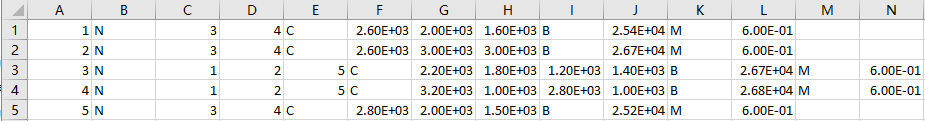 A B C D E F G H I J K L M N
1 1 N 3 4 C 2.60E+03 2.00E+03 1.60E+03 B 2.54E+04 M 6.00E-01
2 2 N 3 4 C 2.60E+03 3.00E+03 3.00E+03 B 2.67E+04 M 6.00E-01
3 3 N 1 2 5 C 2.20E+03 1.80E+03 1.20E+03 1.40E+03 B 2.67E+04 M 6.00E-01
4 4 N 1 2 5 C 3.20E+03 1.00E+03 2.80E+03 1.00E+03 B 2.68E+04 M 6.00E-01
5 5 N 3 4 C 2.80E+03 2.00E+03 1.50E+03 B 2.52E+04 M 6.00E-01